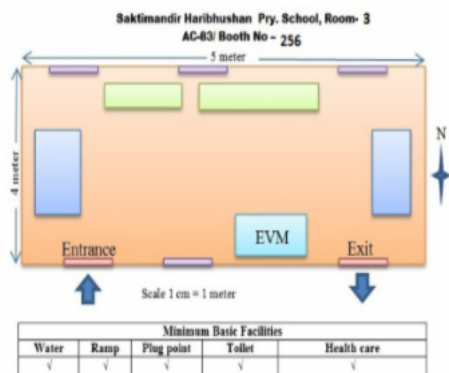 Saktimandir Haribhushan Pry. School, Room- 3
AC-83/ Booth No – 256
5 meter
4 meter
N
Entrance
EVM
Exit
Scale 1 cm = 1 meter
Minimum Basic Facilities
Water Ramp Plug point Toilet Health care
√ √ √ √ √